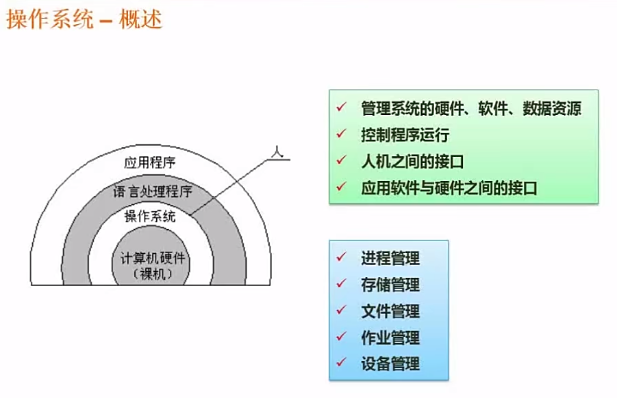 操作系统 – 概述
人
应用程序
语言处理程序
操作系统
计算机硬件
（裸机）
管理系统的硬件、软件、数据资源
控制程序运行
人机之间的接口
应用软件与硬件之间的接口
进程管理
存储管理
文件管理
作业管理
设备管理